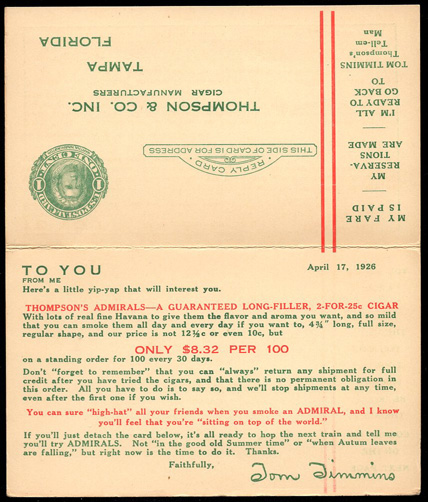 MY FARE
IS PAID
MY
RESERVA-
TIONS
ARE MADE
I'M ALL
READY TO
GO BACK
TO
TOM TIMMINS
Thompson's
Tell-em
Man
REPLY CARD
THIS SIDE OF CARD IS FOR ADDRESS
1 ONE CENT 1
THOMPSON & CO. INC.
CIGAR MANUFACTURERS
TAMPA
FLORIDA
TO YOU
FROM ME
April 17, 1926
Here's a little yip-yap that will interest you.
THOMPSON'S ADMIRALS—A GUARANTEED LONG-FILLER, 2-FOR-25c CIGAR
With lots of real fine Havana to give them the flavor and aroma you want, and so mild
that you can smoke them all day and every day if you want to, 4¾" long, full size,
regular shape, and our price is not 12½c or even 10c, but
ONLY $8.32 PER 100
on a standing order for 100 every 30 days.
Don't "forget to remember" that you can "always" return any shipment for full
credit after you have tried the cigars, and that there is no permanent obligation in
this order. All you have to do is to say so, and we'll stop shipments at any time,
even after the first one if you wish.
You can sure "high-hat" all your friends when you smoke an ADMIRAL, and I know
you'll feel that you're "sitting on top of the world."
If you'll just detach the card below, it's all ready to hop the next train and tell me
you'll try ADMIRALS. Not "in the good old Summer time" or "when Autum leaves
are falling," but right now is the time to do it. Thanks.
Faithfully,
Tom Timmins